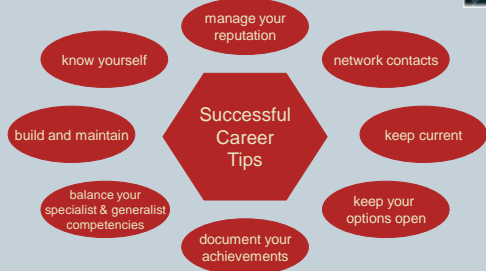 manage your
reputation
know yourself
network contacts
Successful
Career
Tips
build and maintain
keep current
balance your
specialist & generalist
competencies
keep your
options open
document your
achievements